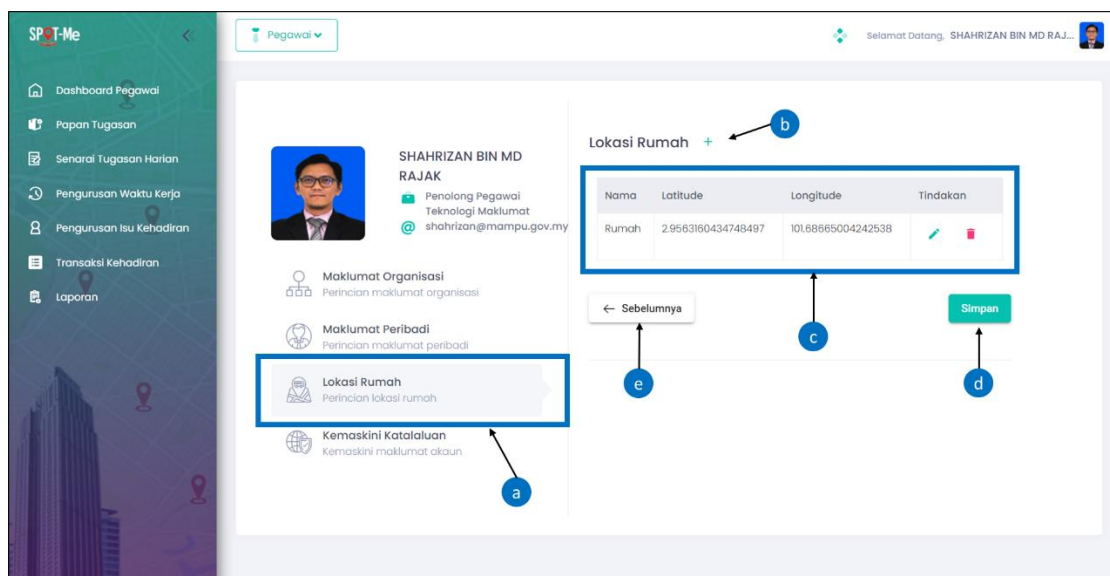 SPOT-Me
Pegawai
Selamat Datang, SHAHRIZAN BIN MD RAJ...
Dashboard Pegawai
Papan Tugasan
Senarai Tugasan Harian
Pengurusan Waktu Kerja
Pengurusan Isu Kehadiran
Transaksi Kehadiran
Laporan
SHAHRIZAN BIN MD
RAJAK
Penolong Pegawai
Teknologi Maklumat
@ shahrizan@mampu.gov.my
Maklumat Organisasi
Perincian maklumat organisasi
Maklumat Peribadi
Perincian maklumat peribadi
Lokasi Rumah
Perincian lokasi rumah
Kemaskini Katalaluan
Kemaskini maklumat akaun
a
Lokasi Rumah +
b
Nama Latitude Longitude Tindakan
Rumah 2.9563160434748497 101.68665004242538
← Sebelumnya
Simpan
c
e
d